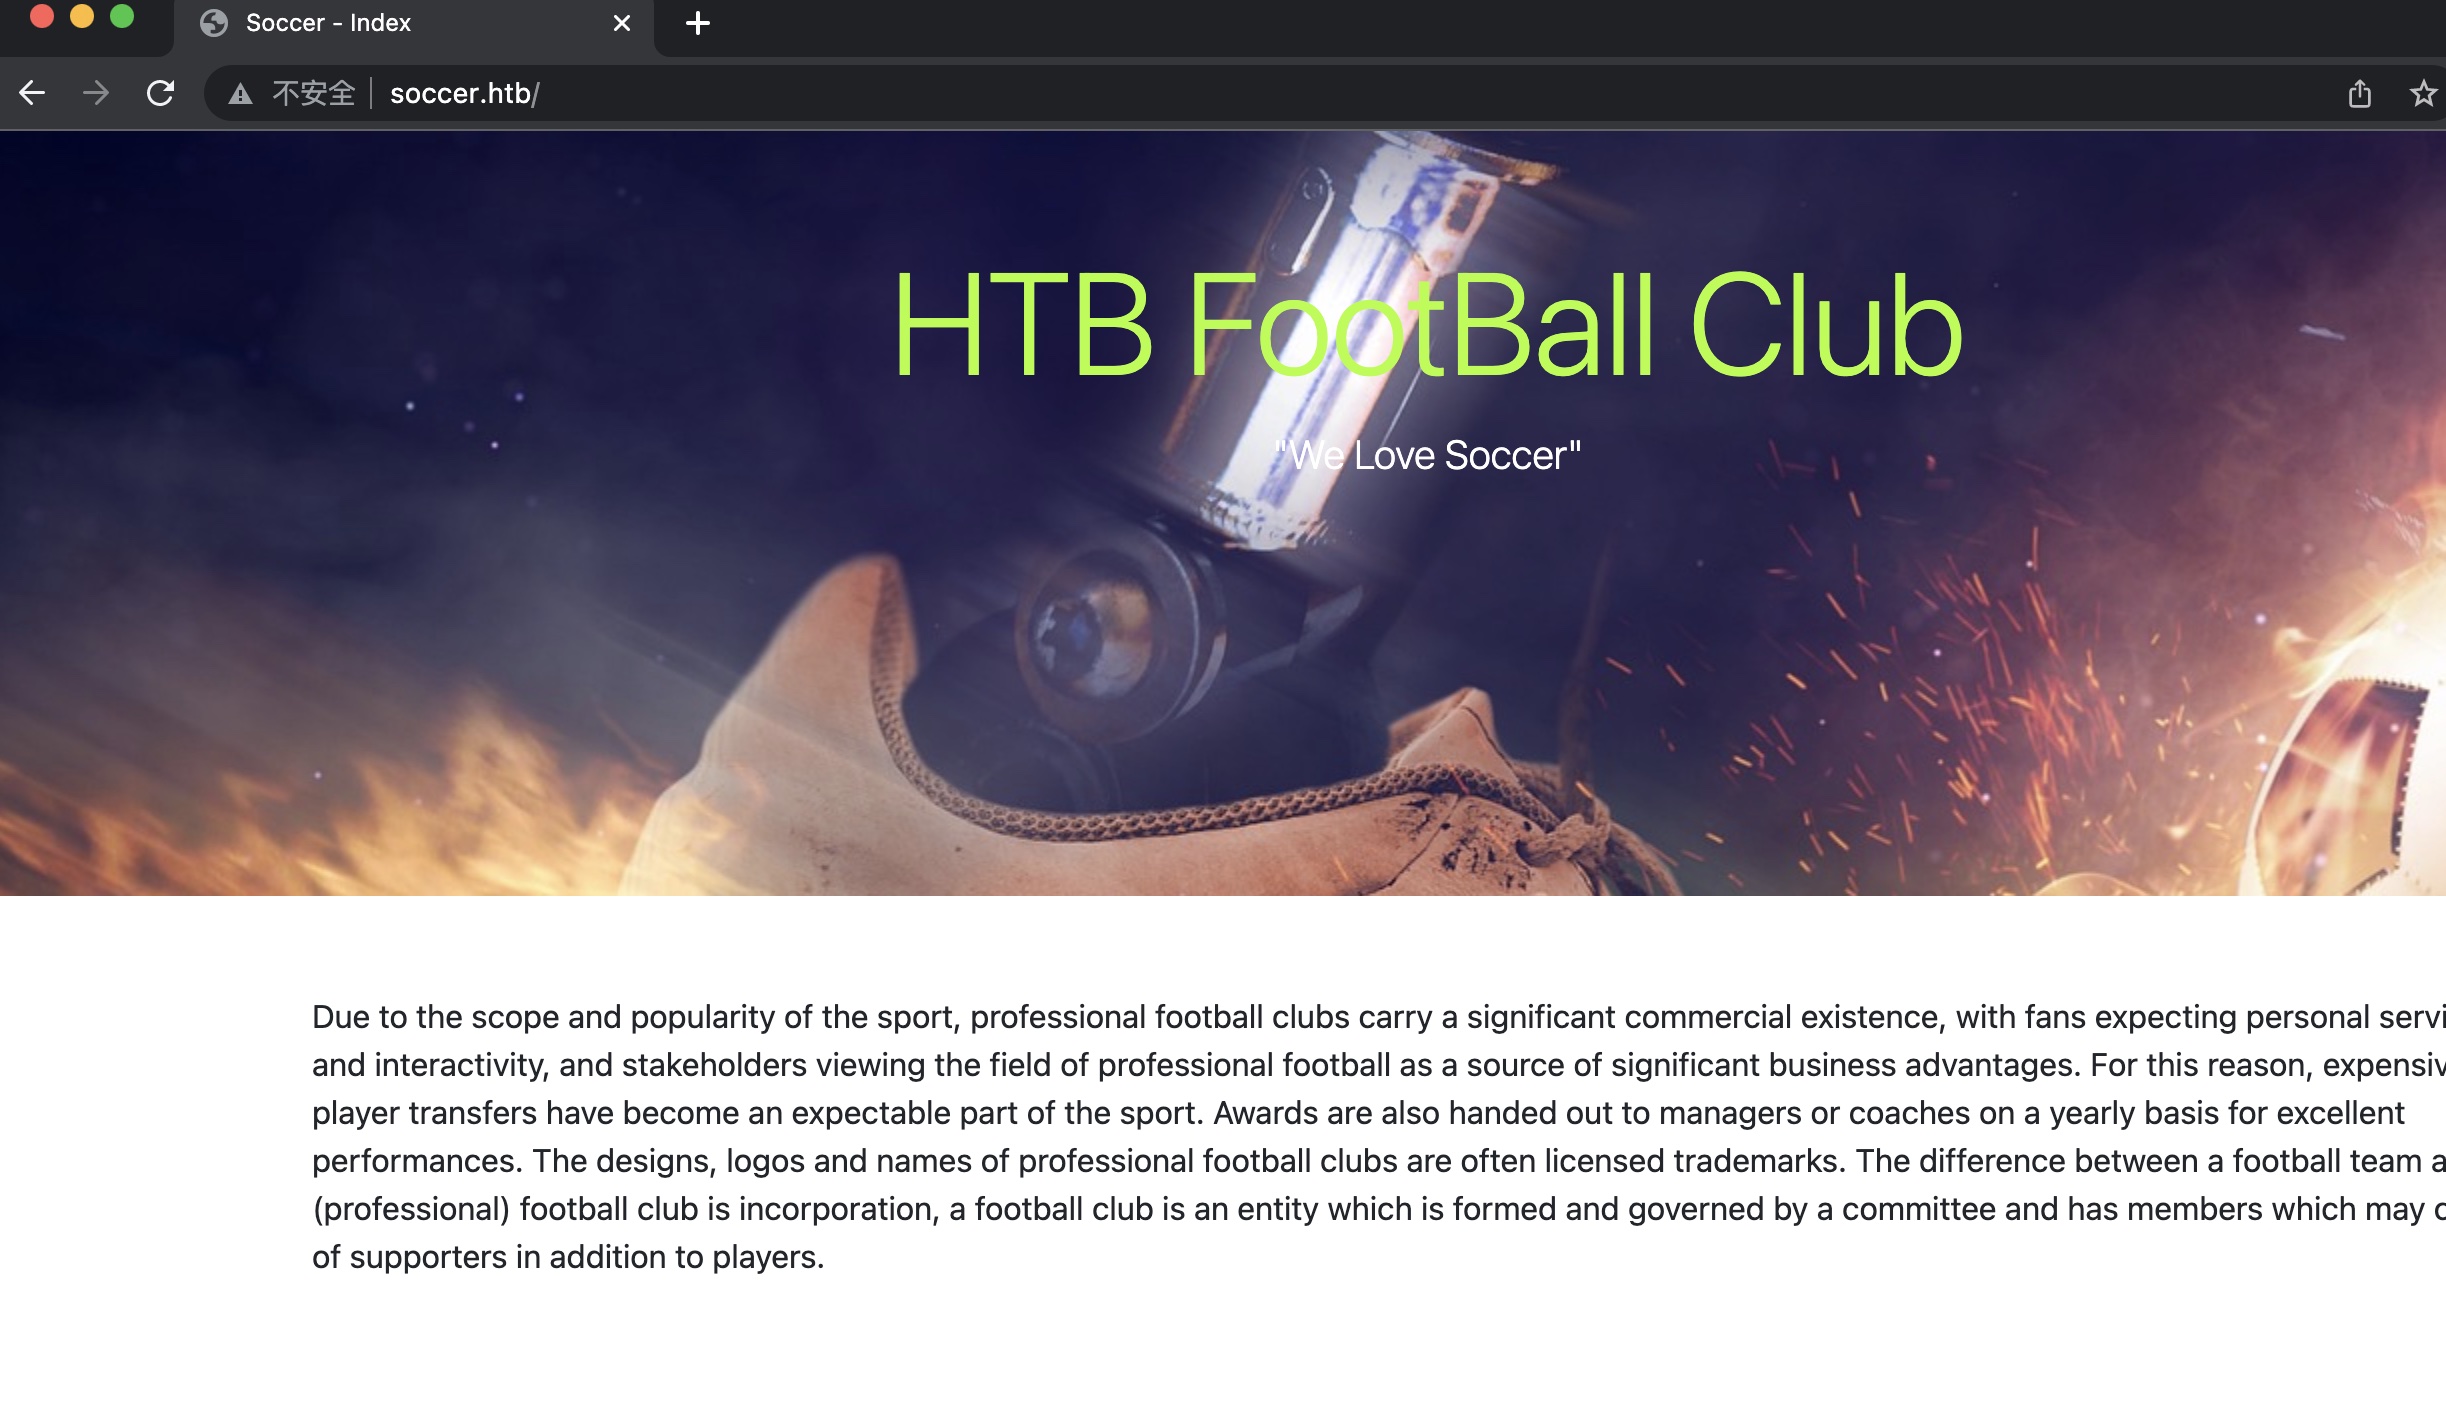 Soccer - Index
不安全 | soccer.htb/
HTB FootBall Club
"We Love Soccer"
Due to the scope and popularity of the sport, professional football clubs carry a significant commercial existence, with fans expecting personal servi
and interactivity, and stakeholders viewing the field of professional football as a source of significant business advantages. For this reason, expensiv
player transfers have become an expectable part of the sport. Awards are also handed out to managers or coaches on a yearly basis for excellent
performances. The designs, logos and names of professional football clubs are often licensed trademarks. The difference between a football team a
(professional) football club is incorporation, a football club is an entity which is formed and governed by a committee and has members which may
of supporters in addition to players.